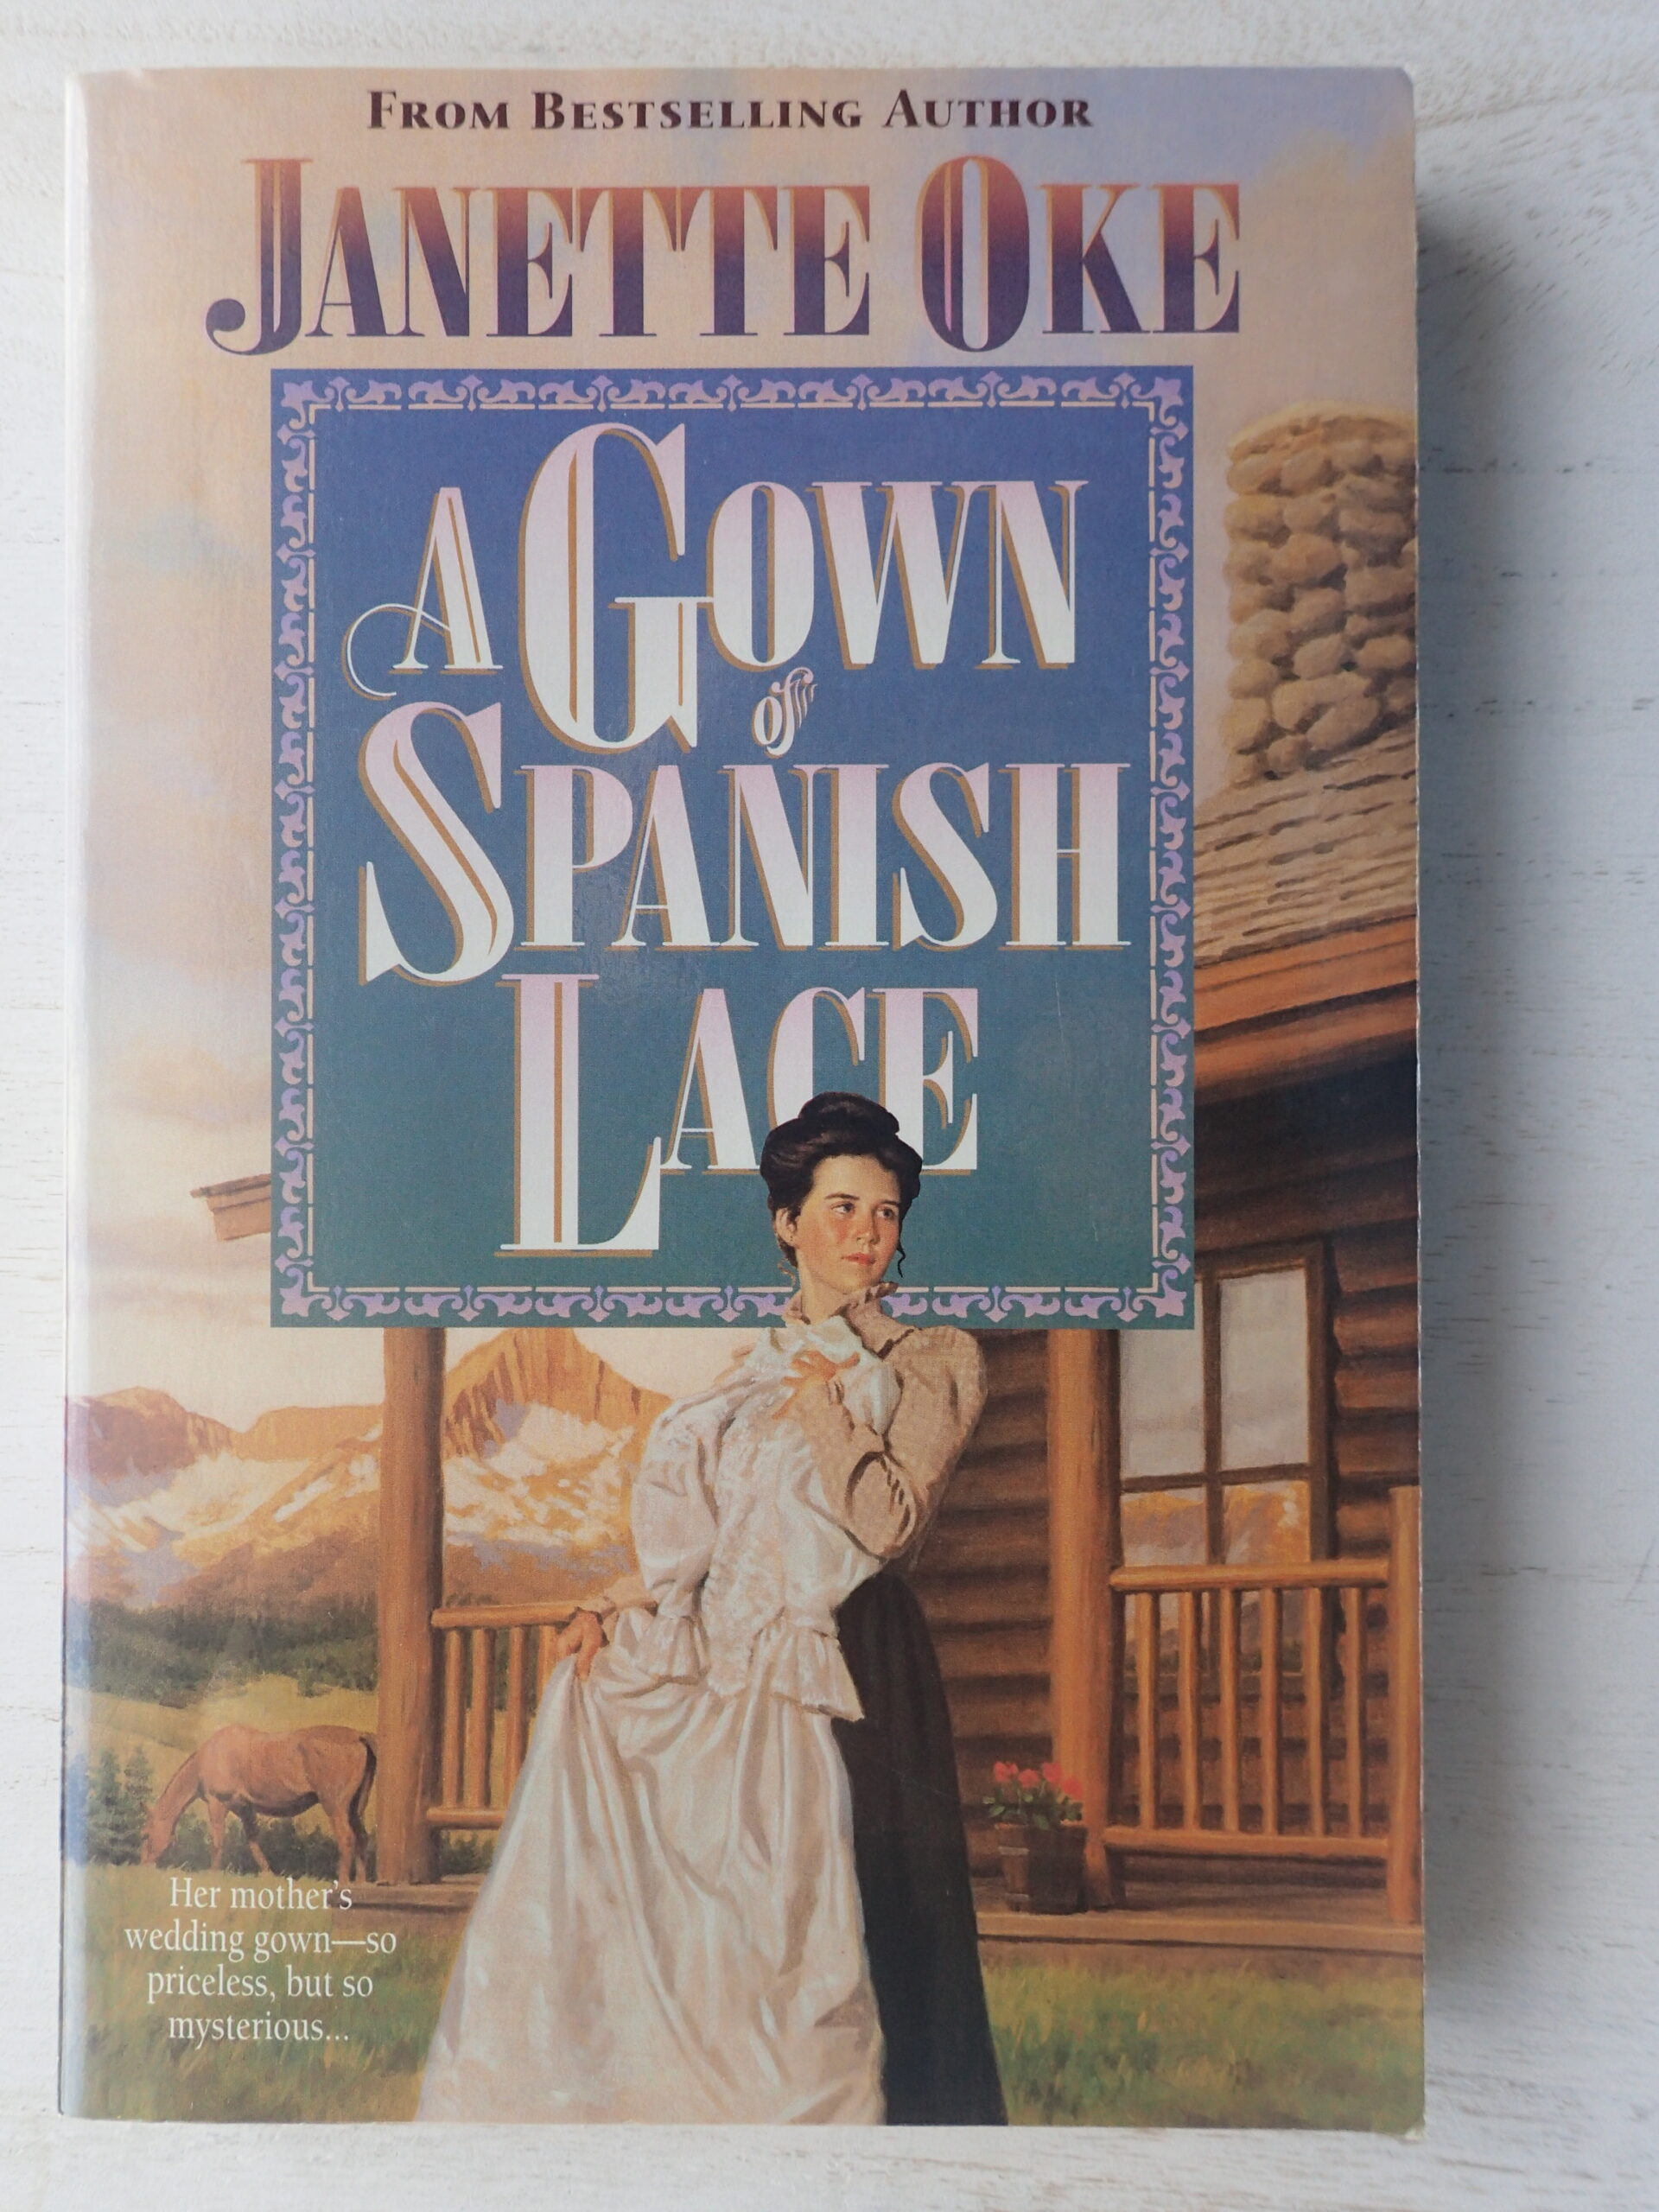 FROM BESTSELLING AUTHOR
JANETTE OKE
A GOWN
of
SPANISH
LACE
Her mother's
wedding gown—so
priceless, but so
mysterious...